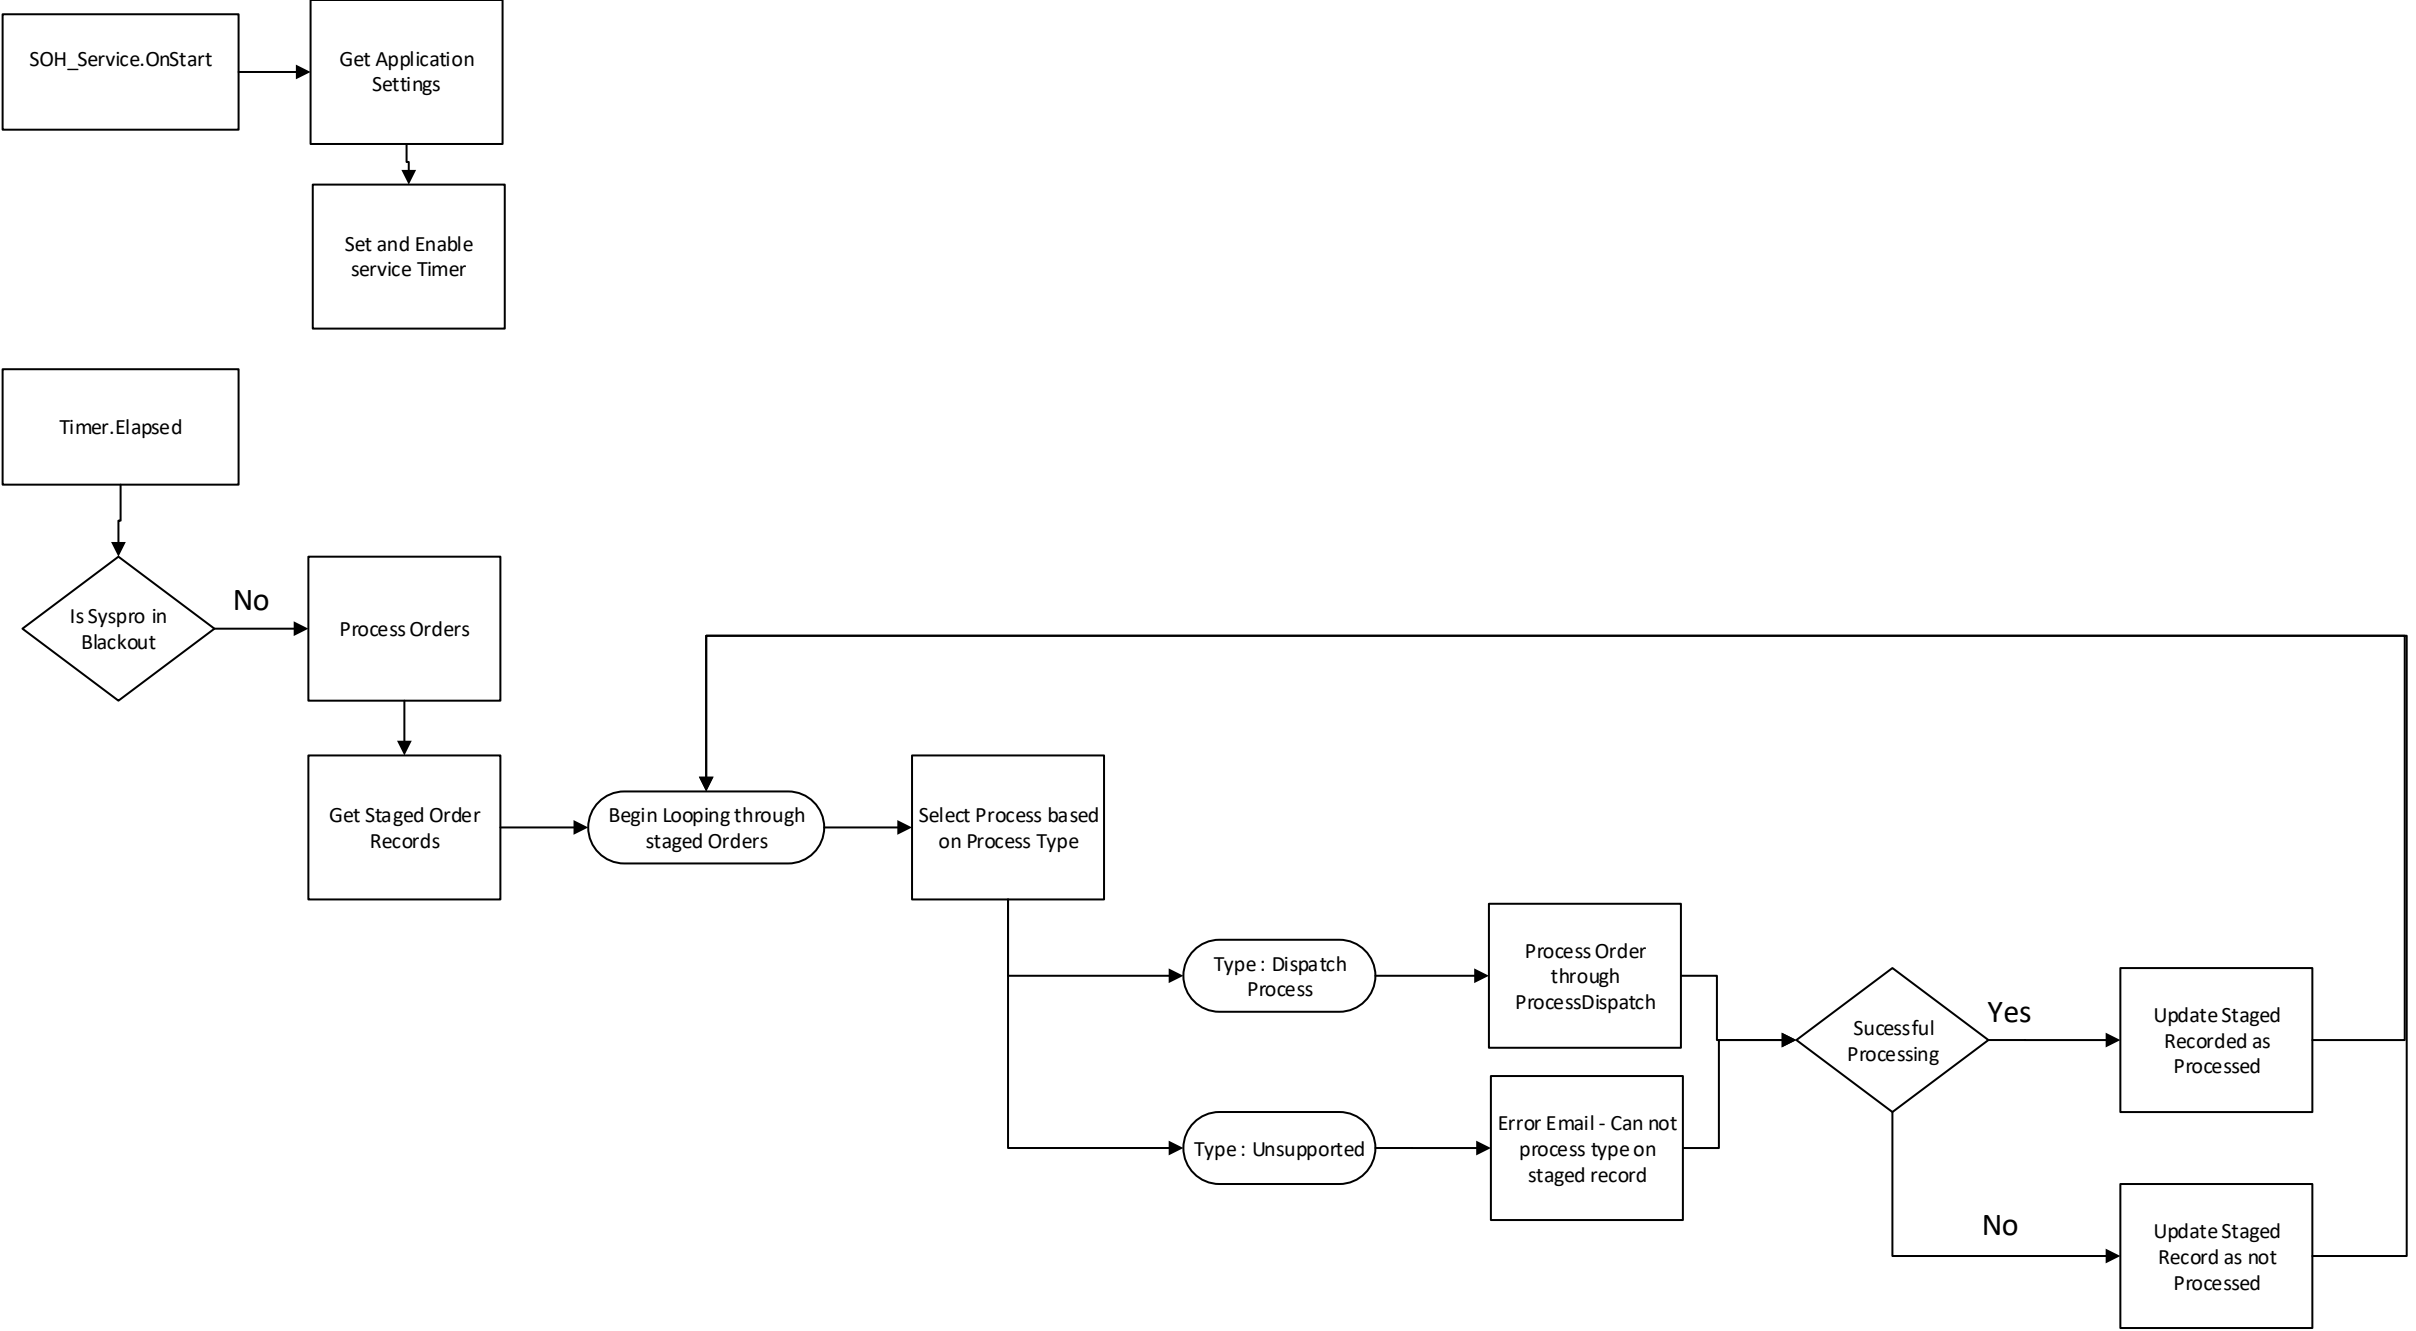 SOH_Service.OnStart
Get Application
Settings
Set and Enable
service Timer
Timer.Elapsed
Is Syspro in
Blackout
No
Process Orders
Get Staged Order
Records
Begin Looping through
staged Orders
Select Process based
on Process Type
Type : Dispatch
Process
Process Order
through
ProcessDispatch
Type : Unsupported
Error Email - Can not
process type on
staged record
Sucessful
Processing
Yes
Update Staged
Recorded as
Processed
No
Update Staged
Record as not
Processed